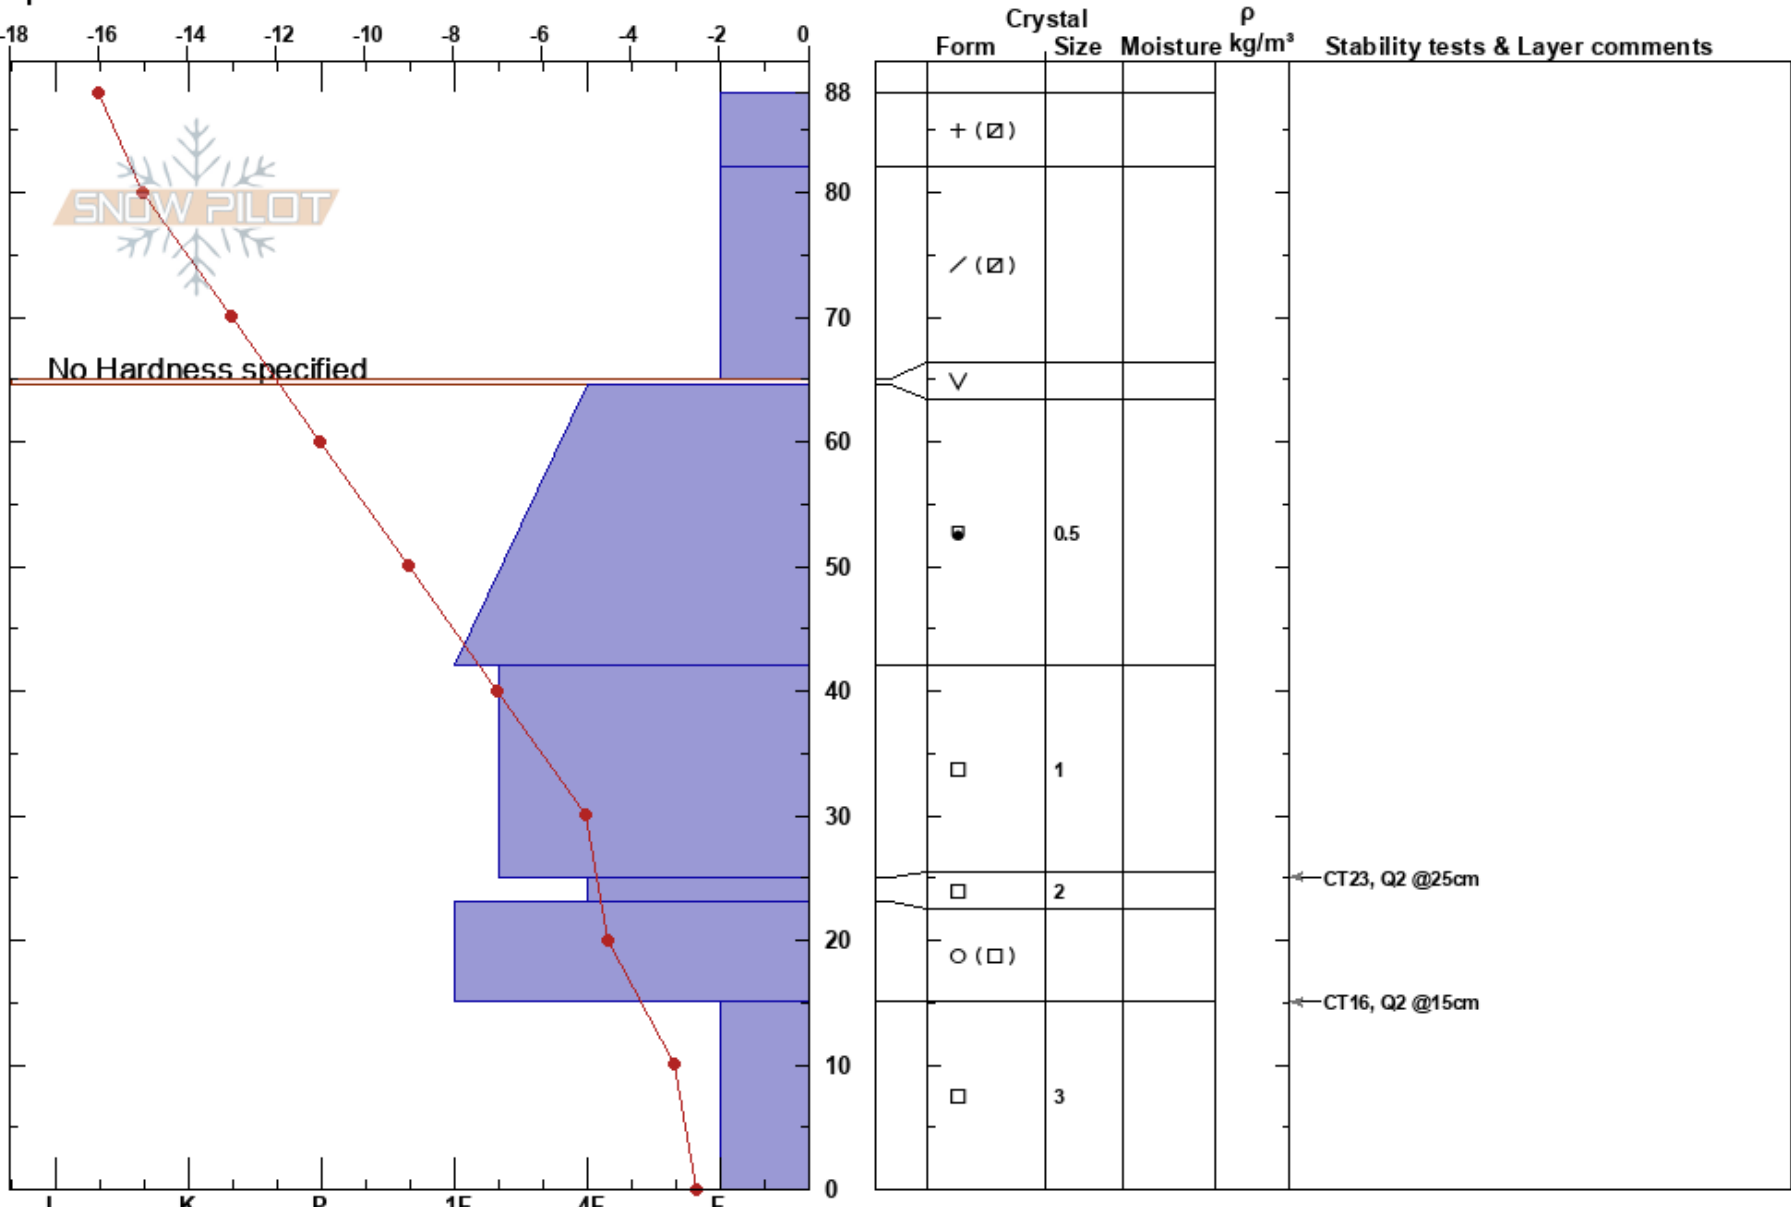 Crystal ρ
-18 -16 -14 -12 -10 -8 -6 -4 -2 0 Form Size Moisture kg/m³ Stability tests & Layer comments
88
+ (
80
SNOW PILOT
/ (
70
No Hardness specified
60
0.5
50
40
1
30
CT23, Q2 @25cm
2
20
CT16, Q2 @15cm
10
3
0
I K P 1F 4F F